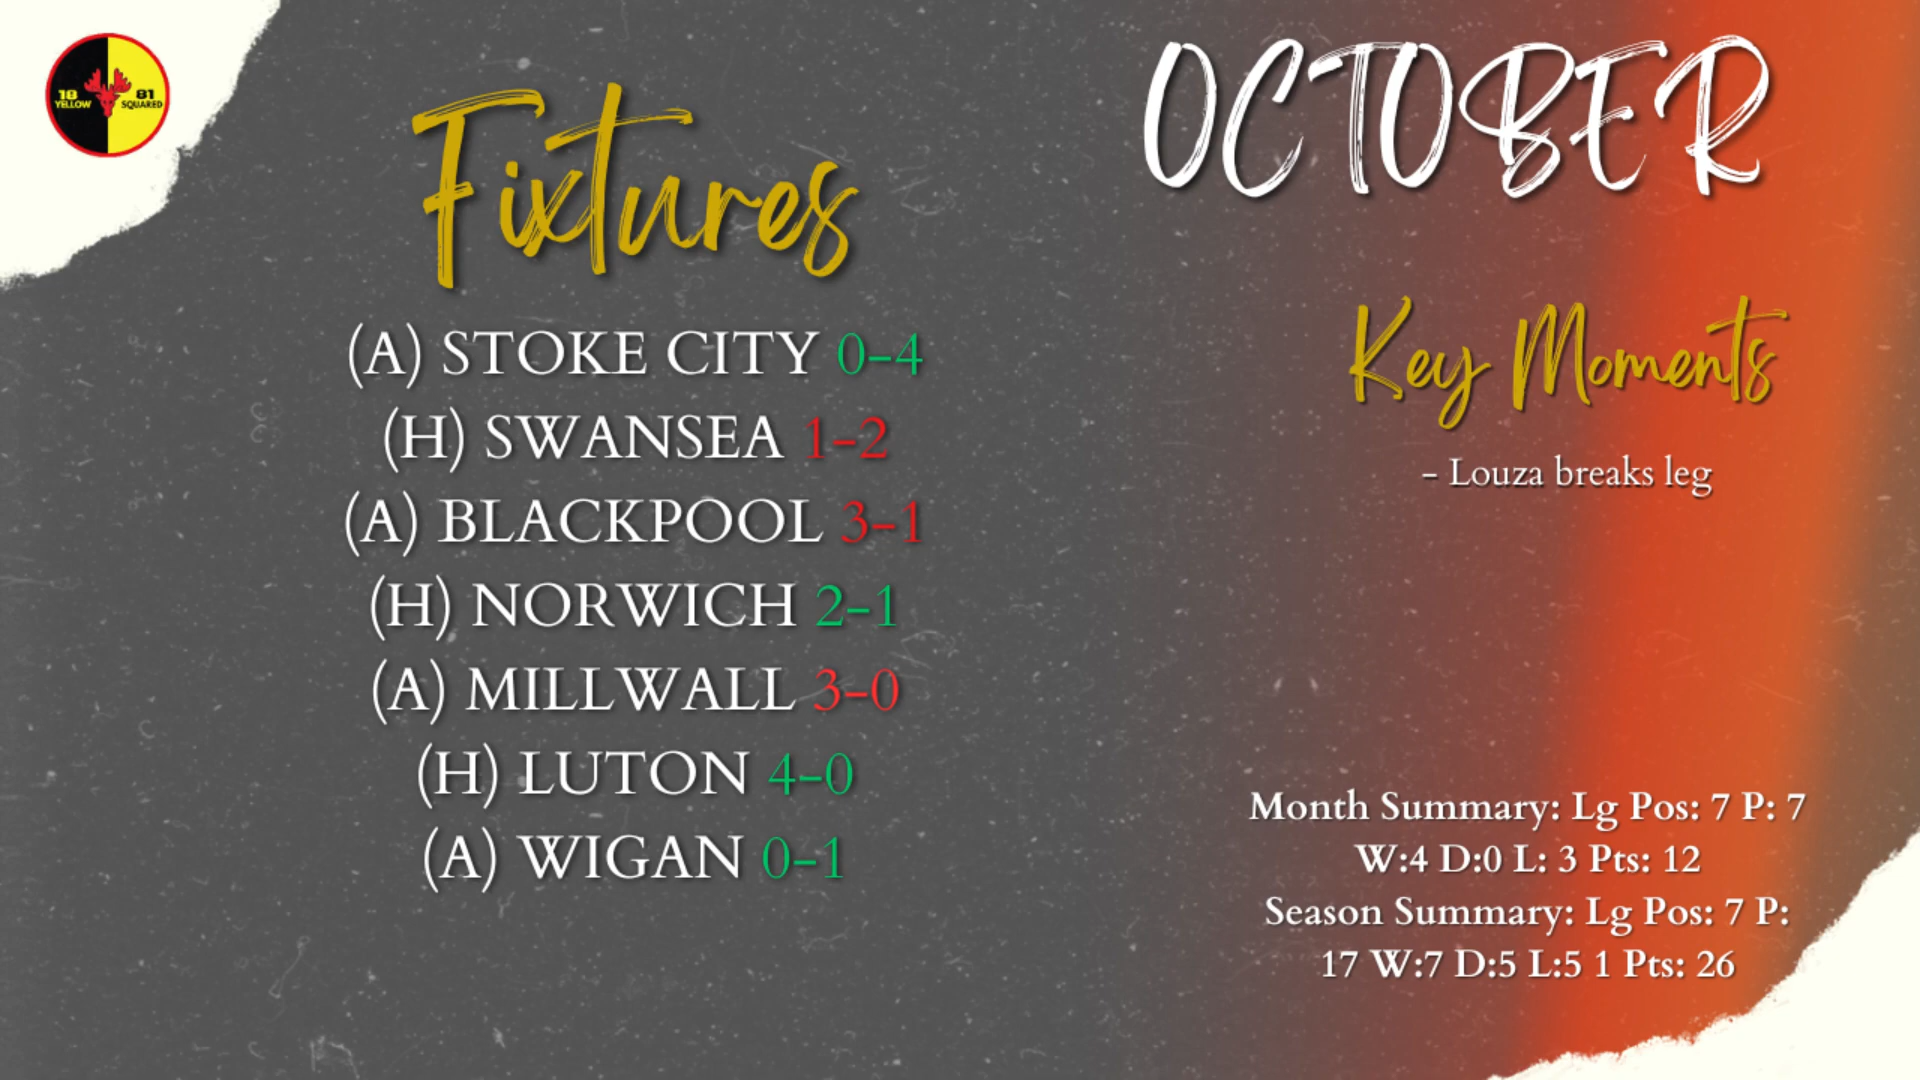 18 81
YELLOW SQUARED
Fixtures
(A) STOKE CITY 0-4
(H) SWANSEA 1-2
(A) BLACKPOOL 3-1
(H) NORWICH 2-1
(A) MILLWALL 3-0
(H) LUTON 4-0
(A) WIGAN 0-1
OCTOBER
Key Moments
- Louza breaks leg
Month Summary: Lg Pos: 7 P: 7
W:4 D:0 L: 3 Pts: 12
Season Summary: Lg Pos: 7 P:
17 W:7 D:5 L:5 1 Pts: 26